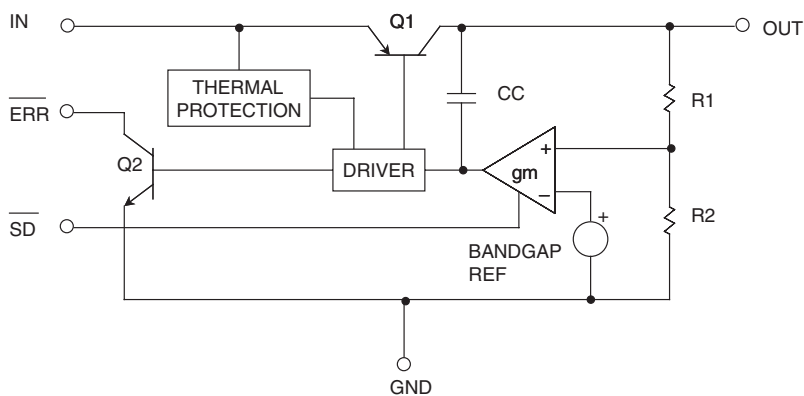 IN
Q1
OUT
THERMAL
PROTECTION
CC
R1
ERR
Q2
DRIVER
+
gm
−
SD
+
R2
BANDGAP
REF
GND